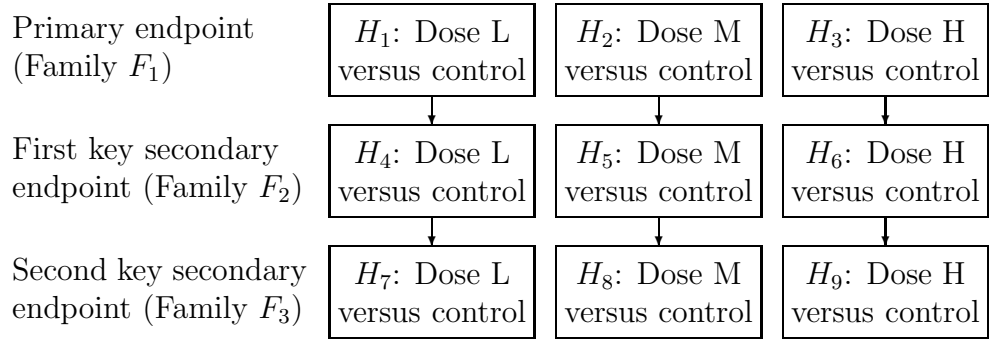 Primary endpoint
(Family F₁)
H₁: Dose L
versus control
H₂: Dose M
versus control
H₃: Dose H
versus control
First key secondary
endpoint (Family F₂)
H₄: Dose L
versus control
H₅: Dose M
versus control
H₆: Dose H
versus control
Second key secondary
endpoint (Family F₃)
H₇: Dose L
versus control
H₈: Dose M
versus control
H₉: Dose H
versus control